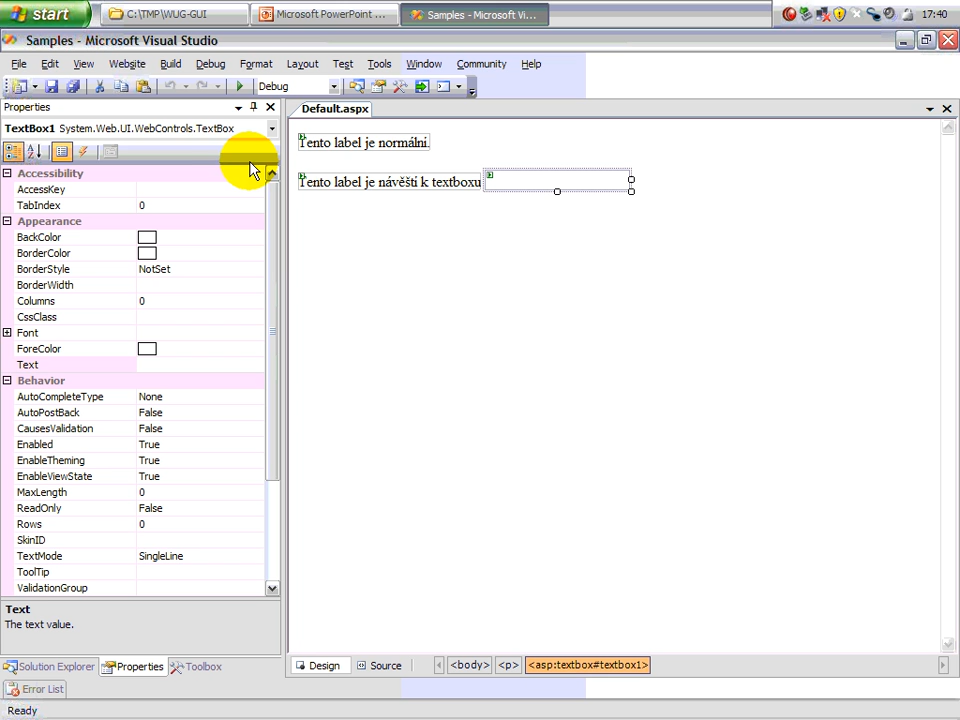 start
C:\TMP\WUG-GUI
Microsoft PowerPoint ...
Samples - Microsoft Vi...
17:40
Samples - Microsoft Visual Studio
File Edit View Website Build Debug Format Layout Test Tools Window Community Help
Debug
Properties
Default.aspx
TextBox1 System.Web.UI.WebControls.TextBox
Tento label je normálni.
Tento label je návěští k textboxu
Accessibility
AccessKey
TabIndex 0
Appearance
BackColor
BorderColor
BorderStyle NotSet
BorderWidth
Columns 0
CssClass
Font
ForeColor
Text
Behavior
AutoCompleteType None
AutoPostBack False
CausesValidation False
Enabled True
EnableTheming True
EnableViewState True
MaxLength 0
ReadOnly False
Rows 0
SkinID
TextMode SingleLine
ToolTip
ValidationGroup
Text
The text value.
Solution Explorer Properties Toolbox
Design Source <body> <p> <asp:textbox#textbox1>
Error List
Ready